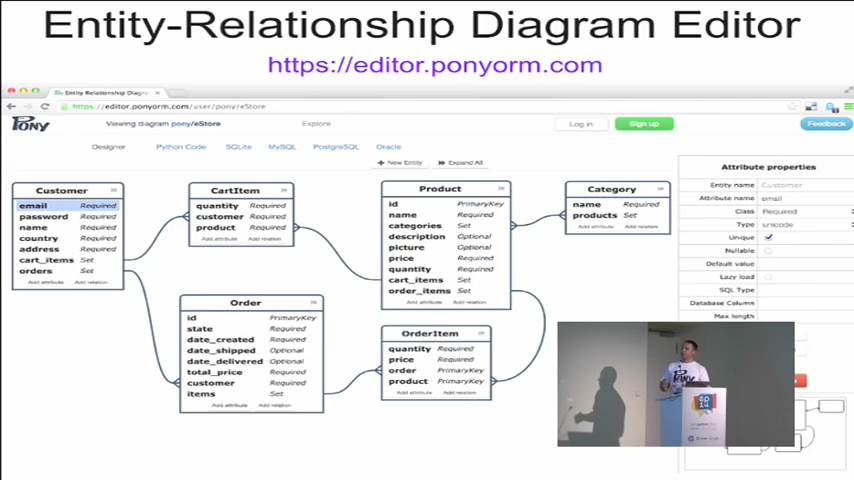 Entity-Relationship Diagram Editor
https://editor.ponyorm.com
Entity Relationship Diagra
https://editor.ponyorm.com/user/pony/eStore
PONY
Viewing diagram pony/eStore
Explore
Log in
Sign up
Feedback
Designer
Python Code
SQLite
MySQL
PostgreSQL
Oracle
+ New Entity
Expand All
Customer
email Required
password Required
name Required
country Required
address Required
cart_items Set
orders Set
Add attribute Add relation
CartItem
quantity Required
customer Required
product Required
Add attribute Add relation
Product
id PrimaryKey
name Required
categories Set
description Optional
picture Optional
price Required
quantity Required
cart_items Set
order_items Set
Add attribute Add relation
Category
name Required
products Set
Add attribute Add relation
Order
id PrimaryKey
state Required
date_created Required
date_shipped Optional
date_delivered Optional
total_price Required
customer Required
items Set
Add attribute Add relation
OrderItem
quantity Required
price Required
order PrimaryKey
product PrimaryKey
Add attribute Add relation
Attribute properties
Entity name Customer
Attribute name email
Class Required
Type unicode
Unique
Nullable
Default value
Lazy load
SQL Type
Database Column
Max length
PONY